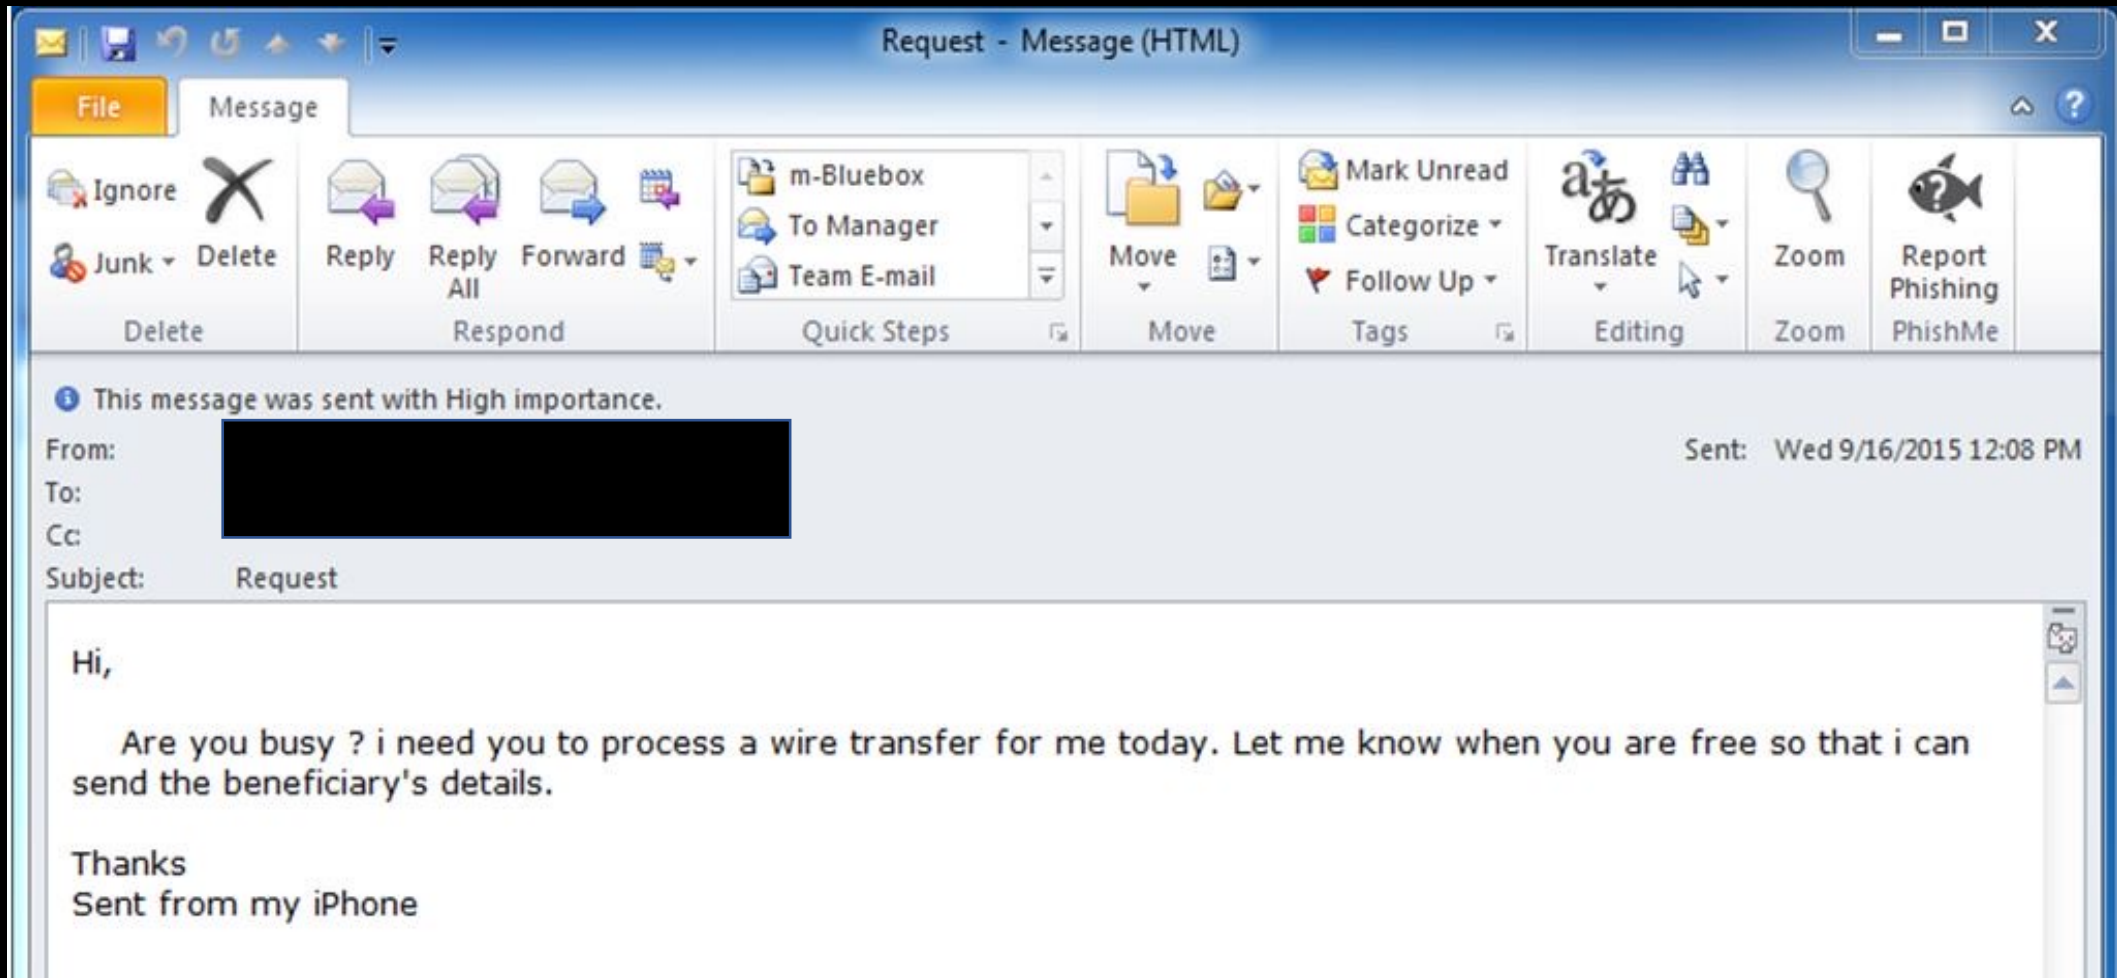 Request - Message (HTML)
File Message
Ignore
Junk
Delete
Reply
Reply
All
Forward
m-Bluebox
To Manager
Team E-mail
Move
Mark Unread
Categorize
Follow Up
Translate
Zoom
Report
Phishing
Delete Respond Quick Steps Move Tags Editing Zoom PhishMe
This message was sent with High importance.
From: Sent: Wed 9/16/2015 12:08 PM
To:
Cc:
Subject: Request
Hi,
Are you busy ? i need you to process a wire transfer for me today. Let me know when you are free so that i can
send the beneficiary's details.
Thanks
Sent from my iPhone